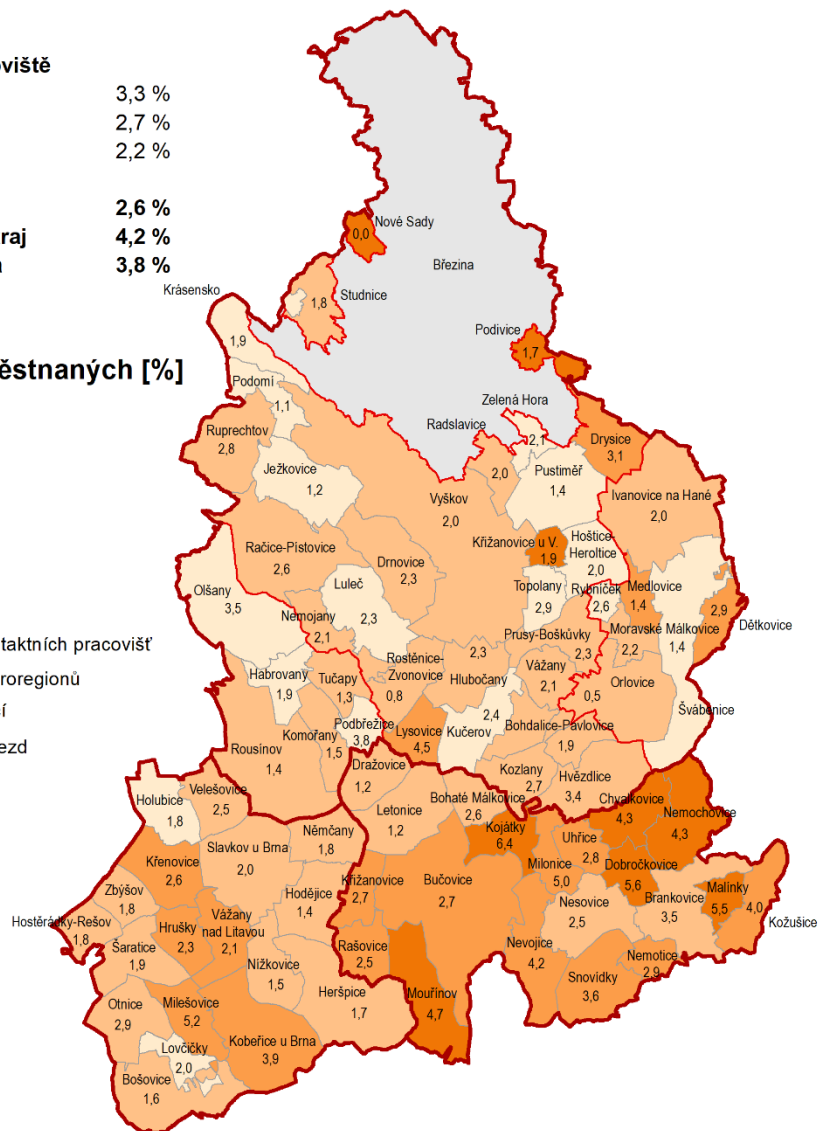 oviště
3,3 %
2,7 %
2,2 %
2,6 %
raj 4,2 %
a 3,8 %
ěstnaných [%]
taktních pracovišť
roregionů
cí
ezd
Nové Sady
0,0
Březina
Krásensko
1,9
Studnice
1,8
Podivice
1,7
Podomí
1,1
Zelená Hora
2,1
Radslavice
2,0
Ruprechtov
2,8
Drysice
3,1
Ježkovice
1,2
Pustiměř
1,4
Vyškov
2,0
Ivanovice na Hané
2,0
Křižanovice u V.
1,9
Hoštice-
Heroltice
2,0
Račice-Pístovice
2,6
Drnovice
2,3
Olšany
3,5
Luleč
2,3
Topolany
2,9
Rybníček
2,6
Medlovice
1,4
Dětkovice
2,9
Nemojany
2,1
Prusy-Boškůvky
2,3
Moravské Málkovice
2,2
1,4
Švábenice
Habrovany
1,9
Tučapy
1,3
Rostěnice-
Zvonovice
0,8
2,3
Hlubočany
Vážany
2,1
Orlovice
0,5
Rousínov
1,4
Komořany
1,5
Podbřežice
3,8
Lysovice
4,5
2,4
Kučerov
Bohdalice-Pavlovice
1,9
Dražovice
1,2
Kozlany
2,7
Hvězdlice
3,4
Holubice
1,8
Velešovice
2,5
Letonice
1,2
Bohaté Málkovice
2,6
Chvalkovice
4,3
Nemochovice
4,3
Němčany
1,8
Kojátky
6,4
Uhřice
2,8
Křenovice
2,6
Slavkov u Brna
2,0
Křižanovice
2,7
Bučovice
2,7
Milonice
5,0
Dobročkovice
5,6
Malínky
5,5
4,0
Kožušice
Zbýšov
1,8
Hodějice
1,4
Nesovice
2,5
Brankovice
3,5
Hostěrádky-Rešov
1,8
Hrušky
2,3
Vážany
nad Litavou
2,1
Šaratice
1,9
Rašovice
2,5
Nevojice
4,2
Nemotice
2,9
Nížkovice
1,5
Snovídky
3,6
Heršpice
1,7
Mouřínov
4,7
Otnice
2,9
Milešovice
5,2
Kobeřice u Brna
3,9
Lovčičky
2,0
Bošovice
1,6